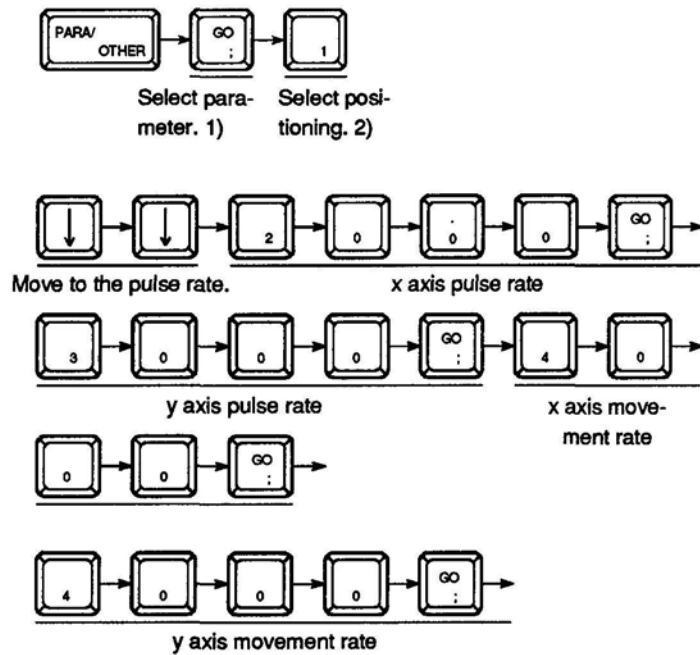 PARA/
OTHER
GO
;
1
Select para-
meter. 1)
Select posi-
tioning. 2)
2
0
0
0
GO
;
Move to the pulse rate.
x axis pulse rate
3
0
0
0
GO
;
4
0
y axis pulse rate
x axis move-
ment rate
0
0
GO
;
4
0
0
0
GO
;
y axis movement rate